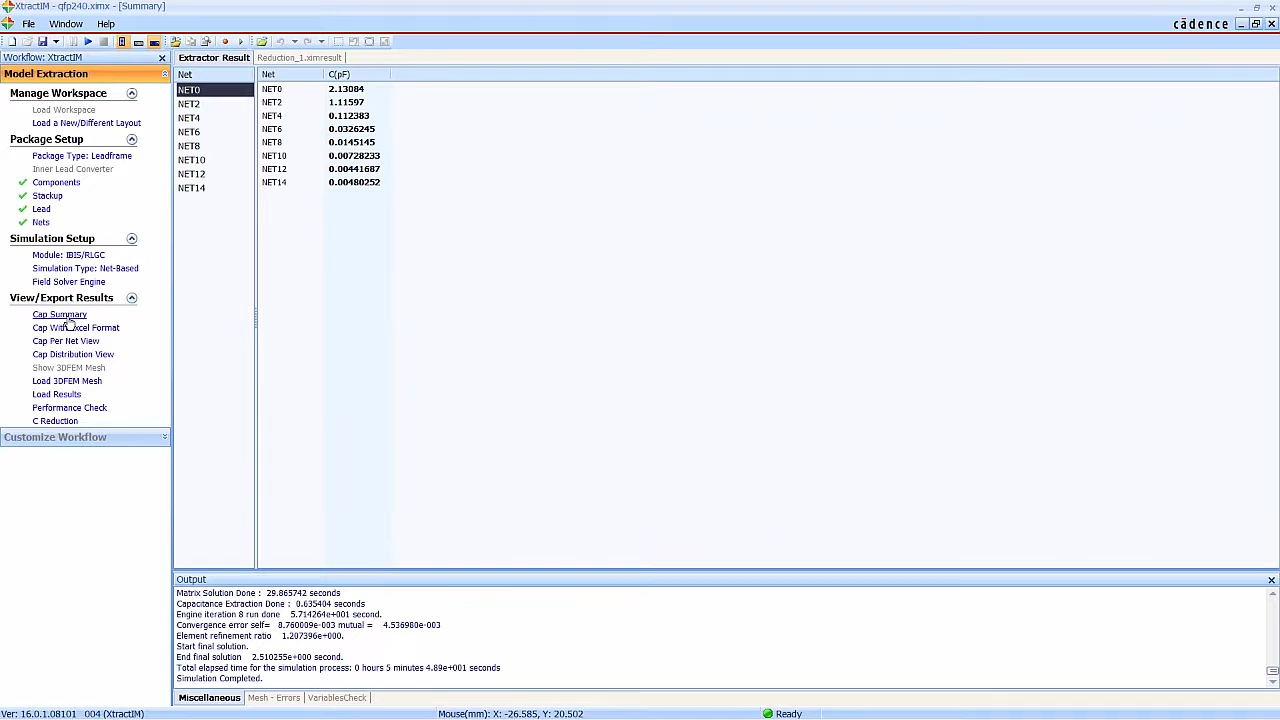 XtractIM - qfp240.ximx - [Summary]
File Window Help
cādence
Workflow: XtractIM
Model Extraction
Manage Workspace
Load Workspace
Load a New/Different Layout
Package Setup
Package Type: Leadframe
Inner Lead Converter
Components
Stackup
Lead
Nets
Simulation Setup
Module: IBIS/RLGC
Simulation Type: Net-Based
Field Solver Engine
View/Export Results
Cap Summary
Cap With Excel Format
Cap Per Net View
Cap Distribution View
Show 3DFEM Mesh
Load 3DFEM Mesh
Load Results
Performance Check
C Reduction
Customize Workflow
Extractor Result Reduction_1.ximresult
Net
NET0
NET2
NET4
NET6
NET8
NET10
NET12
NET14
Net C(pF)
NET0 2.13084
NET2 1.11597
NET4 0.112383
NET6 0.0326245
NET8 0.0145145
NET10 0.00728233
NET12 0.00441687
NET14 0.00480252
Output
Matrix Solution Done : 29.865742 seconds
Capacitance Extraction Done : 0.635404 seconds
Engine iteration 8 run done 5.714264e+001 second.
Convergence error self= 8.760009e-003 mutual = 4.536980e-003
Element refinement ratio 1.207396e+000.
Start final solution.
End final solution 2.510255e+000 second.
Total elapsed time for the simulation process: 0 hours 5 minutes 4.89e+001 seconds
Simulation Completed.
Miscellaneous Mesh - Errors VariablesCheck
Ver: 16.0.1.08101 004 (XtractIM) Mouse(mm): X: -26.585, Y: 20.502 Ready